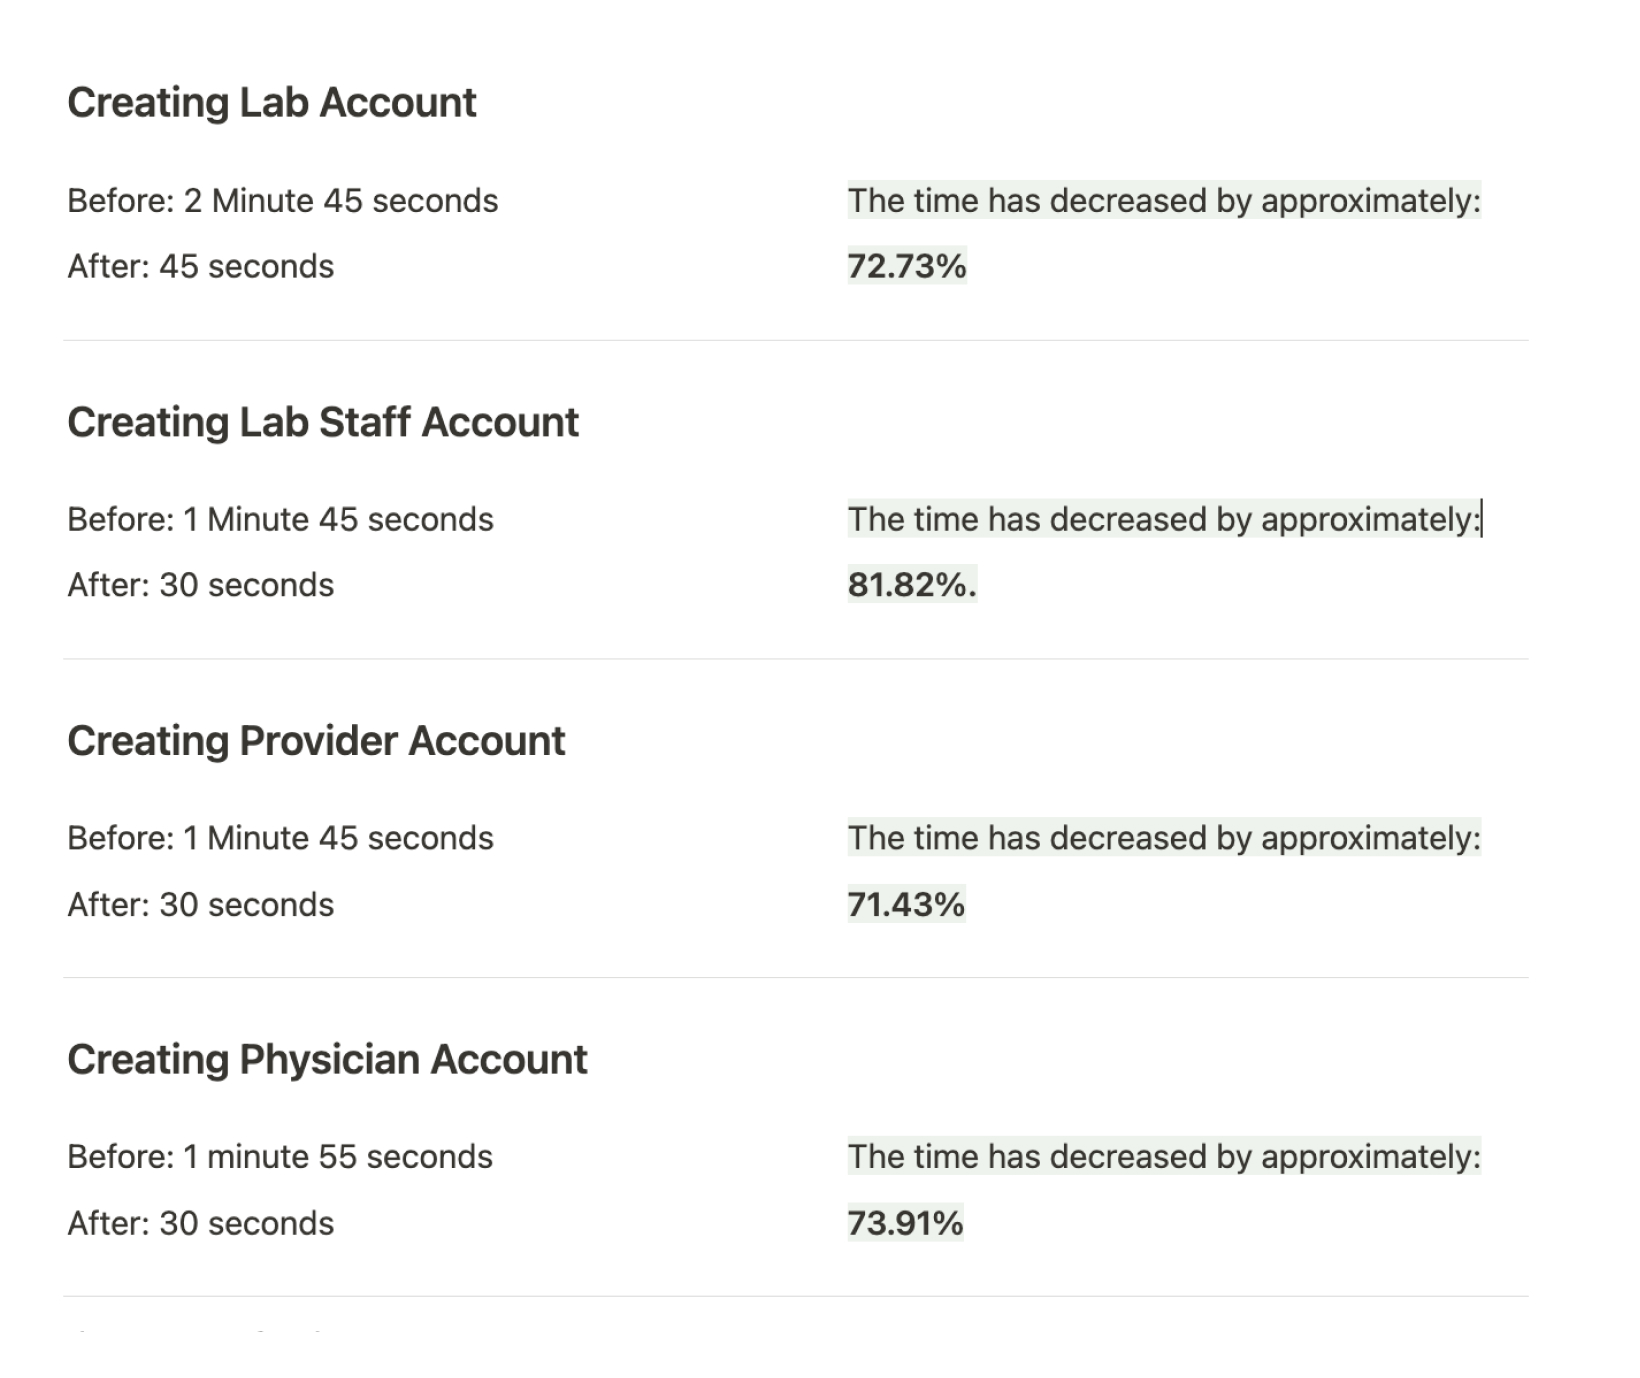 Creating Lab Account
Before: 2 Minute 45 seconds
The time has decreased by approximately:
After: 45 seconds
72.73%
Creating Lab Staff Account
Before: 1 Minute 45 seconds
The time has decreased by approximately:
After: 30 seconds
81.82%.
Creating Provider Account
Before: 1 Minute 45 seconds
The time has decreased by approximately:
After: 30 seconds
71.43%
Creating Physician Account
Before: 1 minute 55 seconds
The time has decreased by approximately:
After: 30 seconds
73.91%